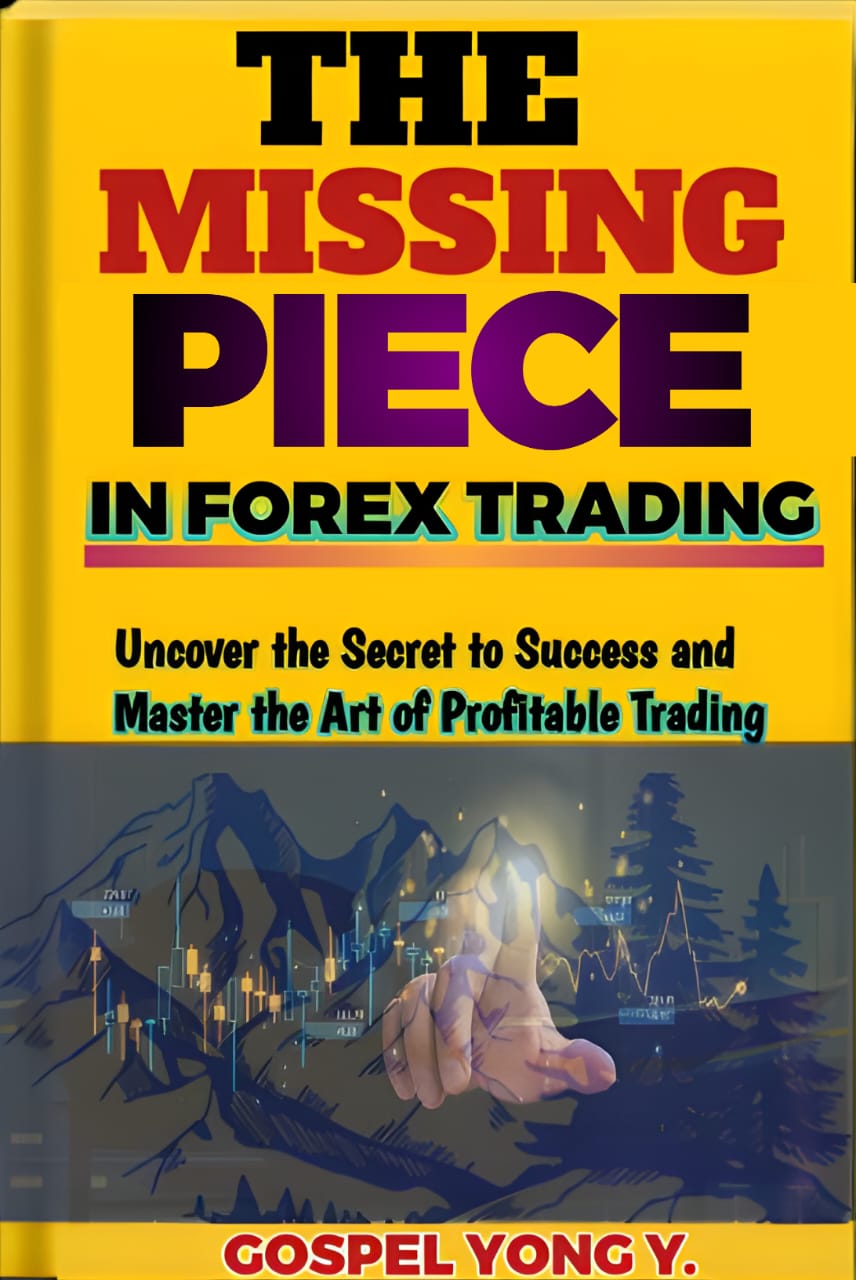 THE
MISSING
PIECE
IN FOREX TRADING
Uncover the Secret to Success and
Master the Art of Profitable Trading
GOSPEL YONG Y.